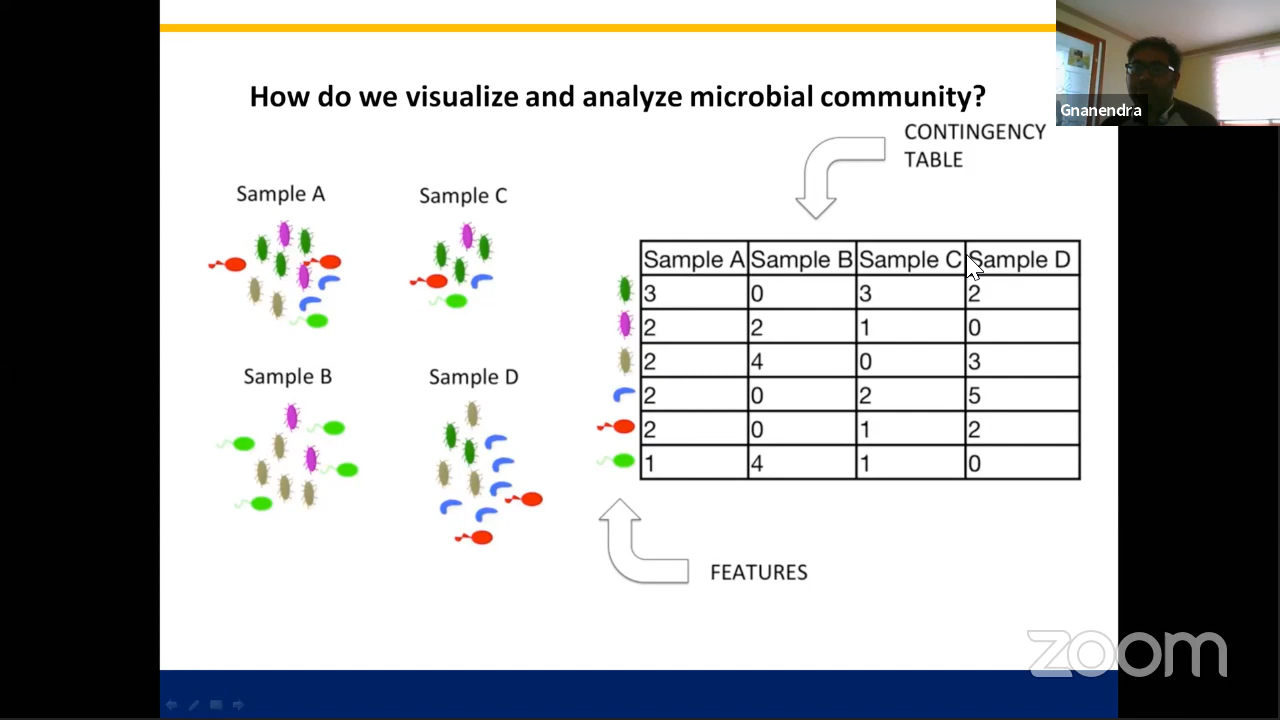 How do we visualize and analyze microbial community?
Gnanendra
CONTINGENCY
TABLE
Sample A
Sample C
Sample B
Sample D
Sample A Sample B Sample C Sample D
3 0 3 2
2 2 1 0
2 4 0 3
2 0 2 5
2 0 1 2
1 4 1 0
FEATURES
zoom